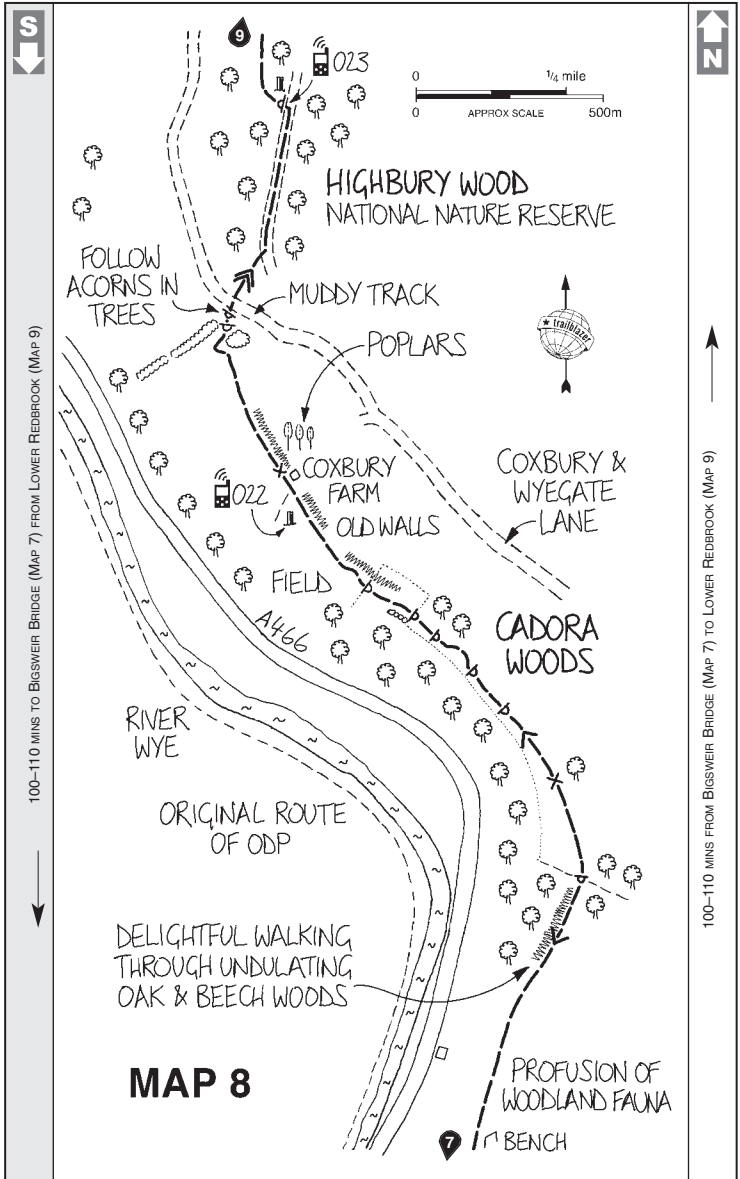 S
N
9
023
0
1/4 mile
0
APPROX SCALE
500m
HIGHBURY WOOD
NATIONAL NATURE RESERVE
FOLLOW
ACORNS IN
TREES
MUDDY TRACK
★ trailblazer
POPLARS
COXBURY
FARM
022
COXBURY &
WYEGATE
LANE
OLD WALLS
FIELD
A466
CADORA
WOODS
RIVER
WYE
ORIGINAL ROUTE
OF ODP
DELIGHTFUL WALKING
THROUGH UNDULATING
OAK & BEECH WOODS
MAP 8
PROFUSION OF
WOODLAND FAUNA
7
BENCH
100–110 MINS TO BIGSWEIR BRIDGE (MAP 7) FROM LOWER REDBROOK (MAP 9)
100–110 MINS FROM BIGSWEIR BRIDGE (MAP 7) TO LOWER REDBROOK (MAP 9)